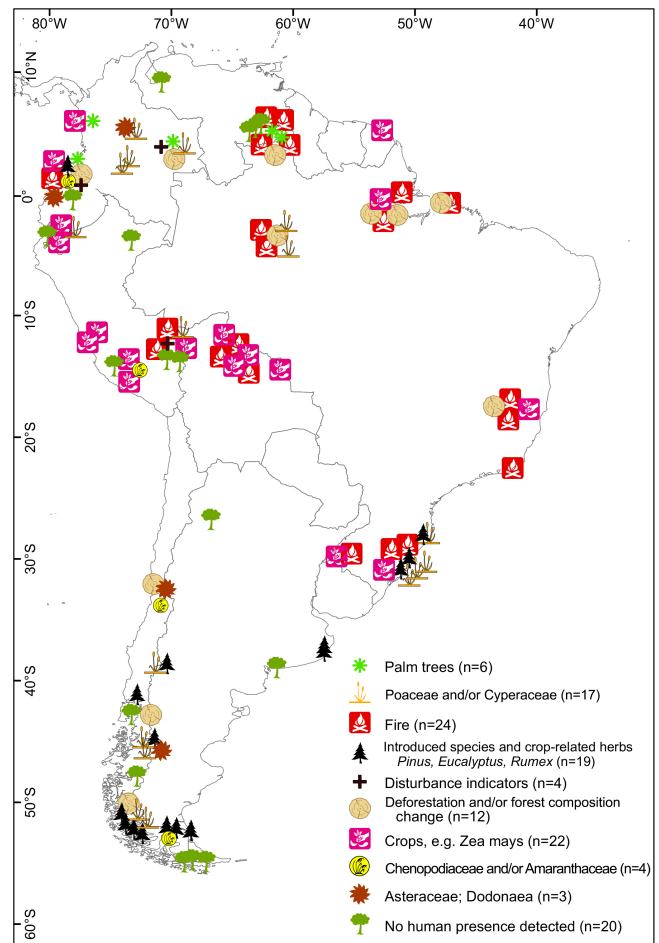 80°W 70°W 60°W 50°W 40°W
10°N
0°
10°S
20°S
30°S
40°S
50°S
60°S
Palm trees (n=6)
Poaceae and/or Cyperaceae (n=17)
Fire (n=24)
Introduced species and crop-related herbs
Pinus, Eucalyptus, Rumex (n=19)
Disturbance indicators (n=4)
Deforestation and/or forest composition
change (n=12)
Crops, e.g. Zea mays (n=22)
Chenopodiaceae and/or Amaranthaceae (n=4)
Asteraceae; Dodonaea (n=3)
No human presence detected (n=20)